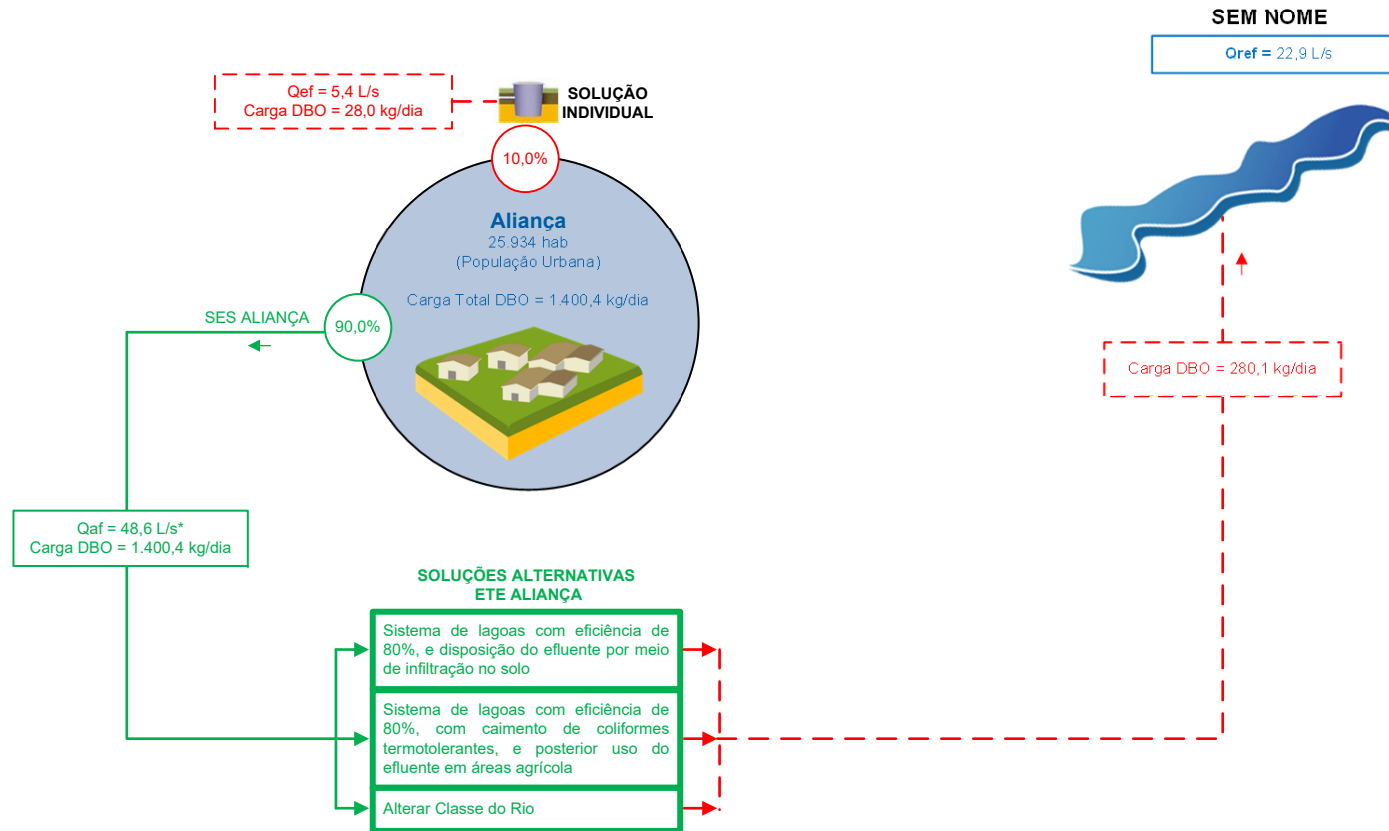 SEM NOME
Qref = 22,9 L/s
Qef = 5,4 L/s
Carga DBO = 28,0 kg/dia
SOLUÇÃO
INDIVIDUAL
10,0%
Aliança
25.934 hab
(População Urbana)
Carga Total DBO = 1.400,4 kg/dia
SES ALIANÇA
90,0%
Carga DBO = 280,1 kg/dia
Qaf = 48,6 L/s*
Carga DBO = 1.400,4 kg/dia
SOLUÇÕES ALTERNATIVAS
ETE ALIANÇA
Sistema de lagoas com eficiência de
80%, e disposição do efluente por meio
de infiltração no solo
Sistema de lagoas com eficiência de
80%, com caimento de coliformes
termotolerantes, e posterior uso do
efluente em áreas agrícola
Alterar Classe do Rio